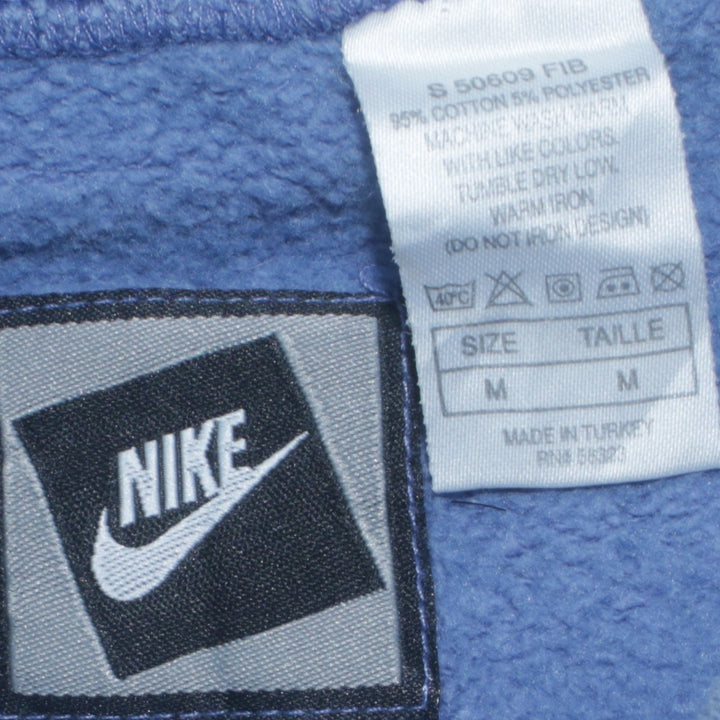 S 50609 FIB
95% COTTON 5% POLYESTER
MACHINE WASH WARM
WITH LIKE COLORS.
TUMBLE DRY LOW.
WARM IRON
(DO NOT IRON DESIGN)
40°C
SIZE TAILLE
M M
MADE IN TURKEY
RN#
NIKE